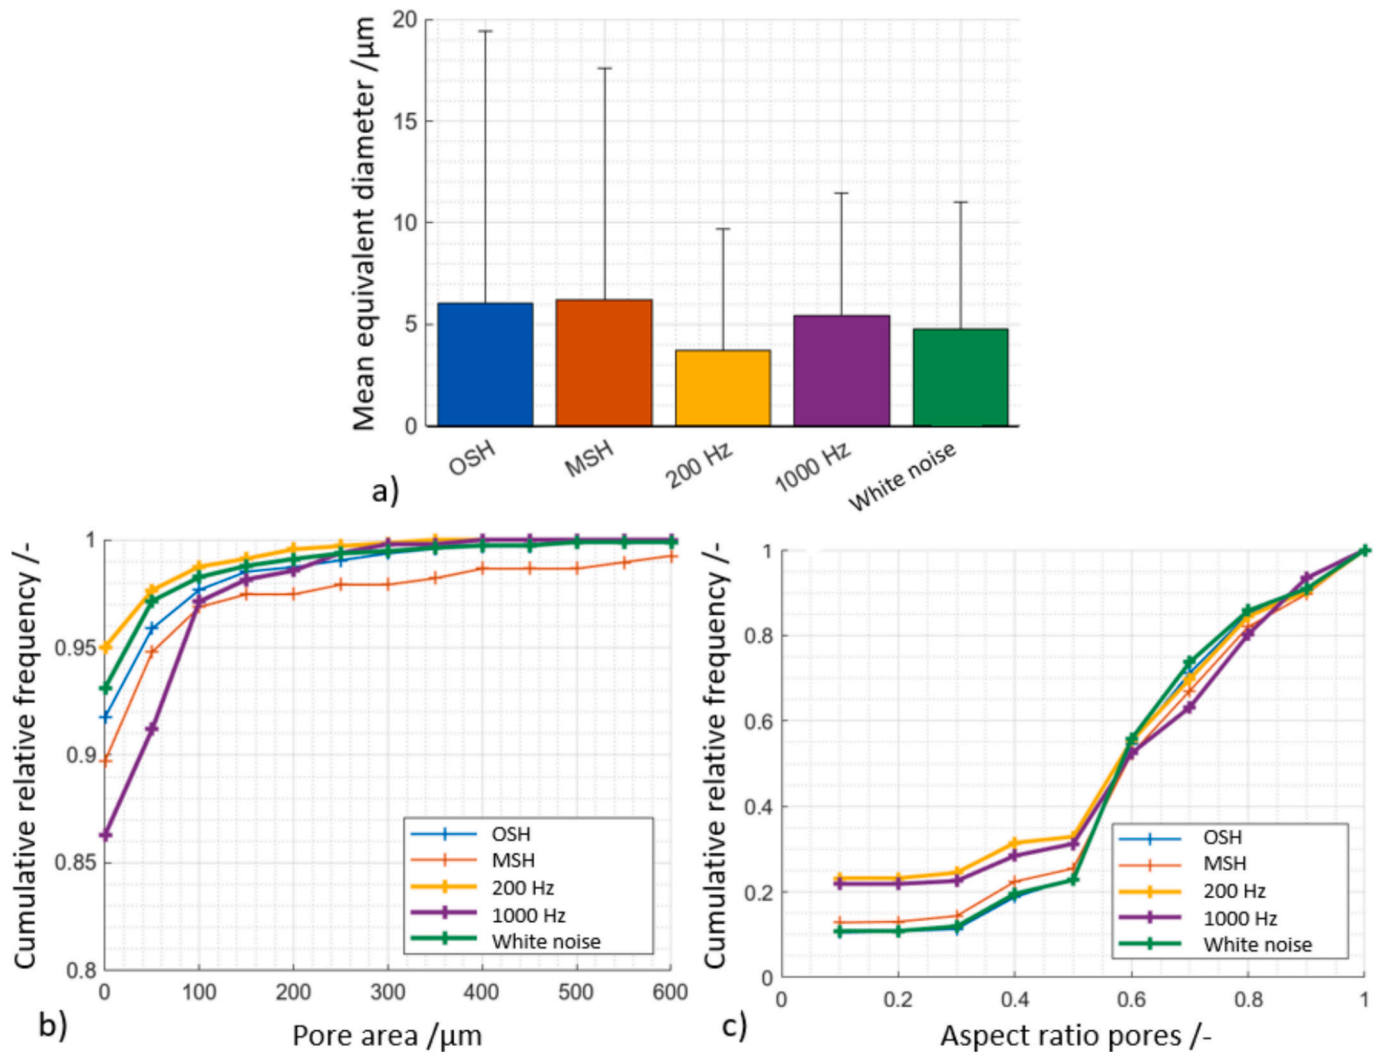 Mean equivalent diameter /µm
20
15
10
5
0
OSH
MSH
200 Hz
1000 Hz
White noise
a)
Cumulative relative frequency /-
1
0.95
0.9
0.85
0.8
OSH
MSH
200 Hz
1000 Hz
White noise
0 100 200 300 400 500 600
b)
Pore area /µm
Cumulative relative frequency /-
1
0.8
0.6
0.4
0.2
0
OSH
MSH
200 Hz
1000 Hz
White noise
0 0.2 0.4 0.6 0.8 1
c)
Aspect ratio pores /-